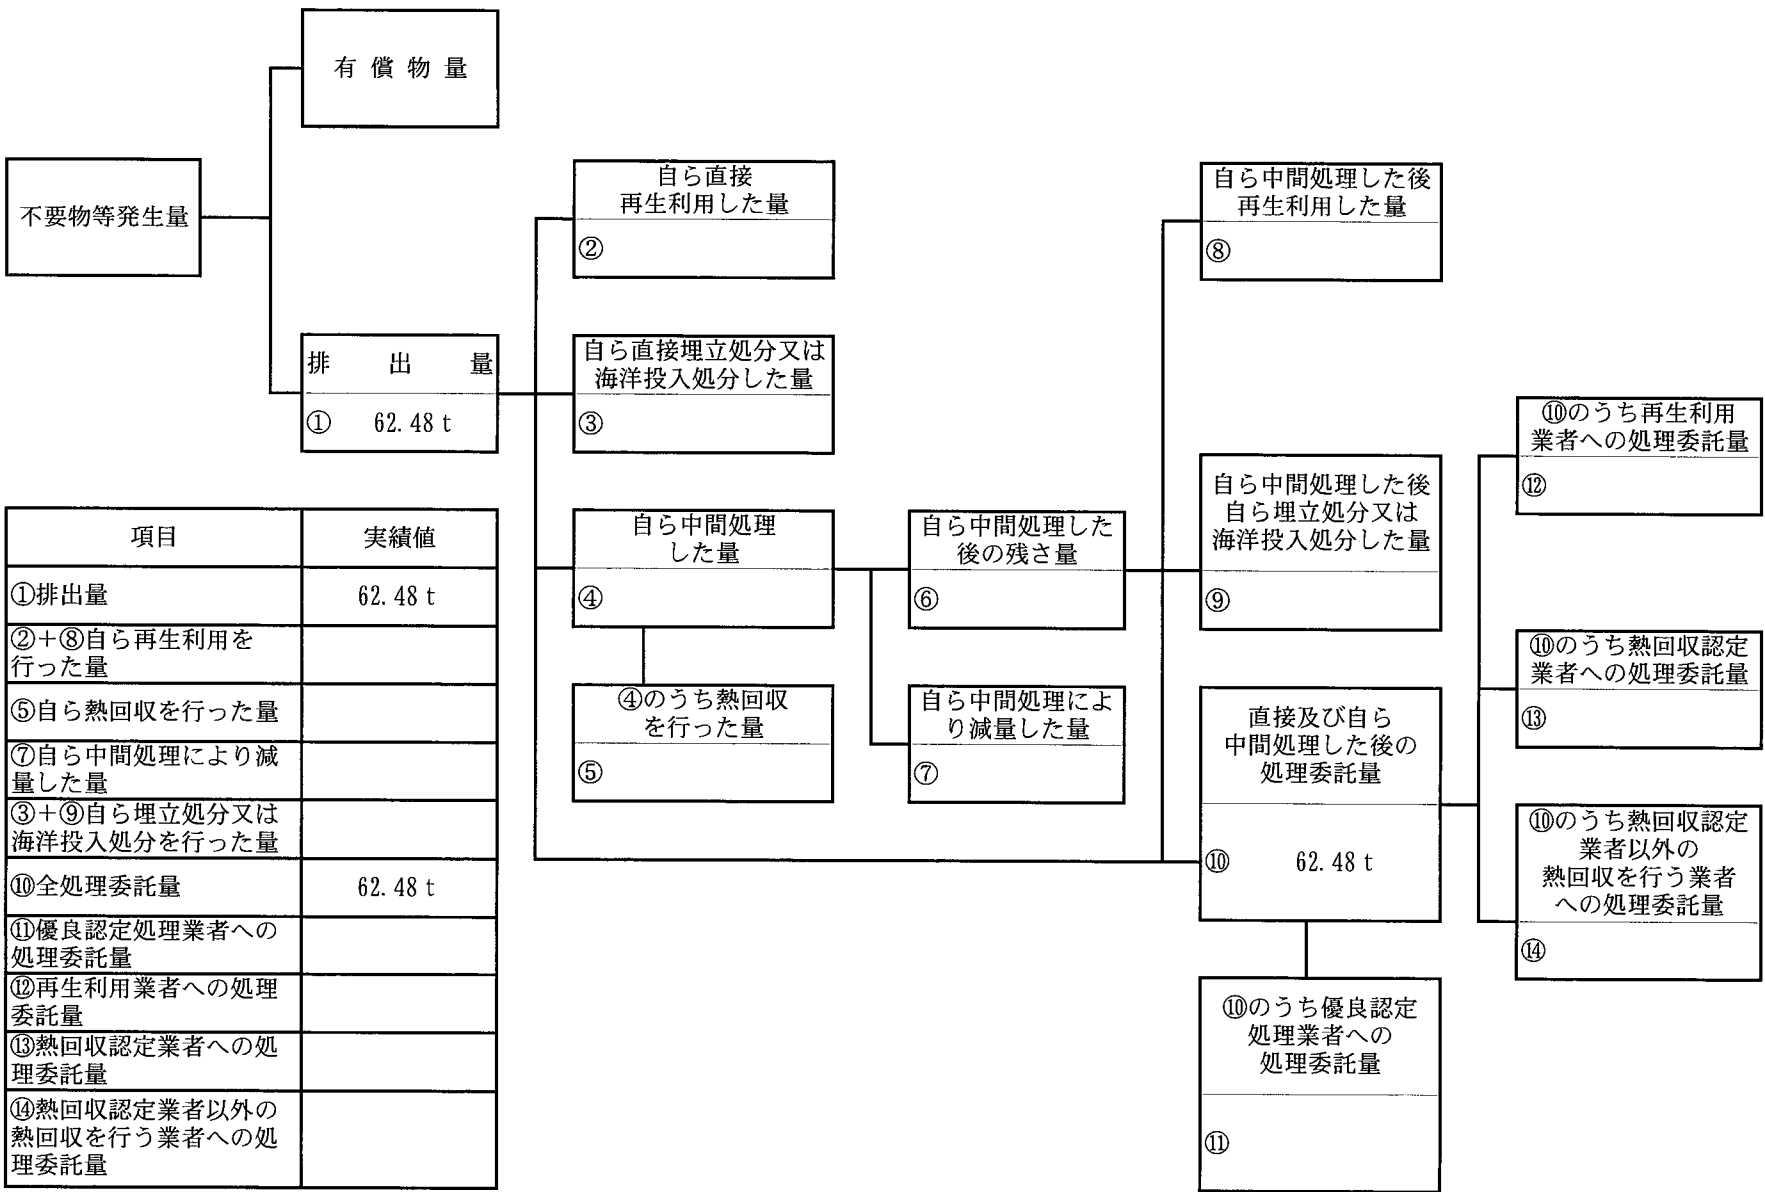 有償物量
不要物等発生量
排出量
① 62.48 t
自ら直接
再生利用した量
②
自ら直接埋立処分又は
海洋投入処分した量
③
自ら中間処理
した量
④
④のうち熱回収
を行った量
⑤
自ら中間処理した
後の残さ量
⑥
自ら中間処理によ
り減量した量
⑦
自ら中間処理した後
再生利用した量
⑧
自ら中間処理した後
自ら埋立処分又は
海洋投入処分した量
⑨
直接及び自ら
中間処理した後の
処理委託量
⑩ 62.48 t
⑩のうち優良認定
処理業者への
処理委託量
⑪
⑩のうち再生利用
業者への処理委託量
⑫
⑩のうち熱回収認定
業者への処理委託量
⑬
⑩のうち熱回収認定
業者以外の
熱回収を行う業者
への処理委託量
⑭
項目 実績値
①排出量 62.48 t
②+⑧自ら再生利用を
行った量
⑤自ら熱回収を行った量
⑦自ら中間処理により減
量した量
③+⑨自ら埋立処分又は
海洋投入処分を行った量
⑩全処理委託量 62.48 t
⑪優良認定処理業者への
処理委託量
⑫再生利用業者への処理
委託量
⑬熱回収認定業者への処
理委託量
⑭熱回収認定業者以外の
熱回収を行う業者への処
理委託量